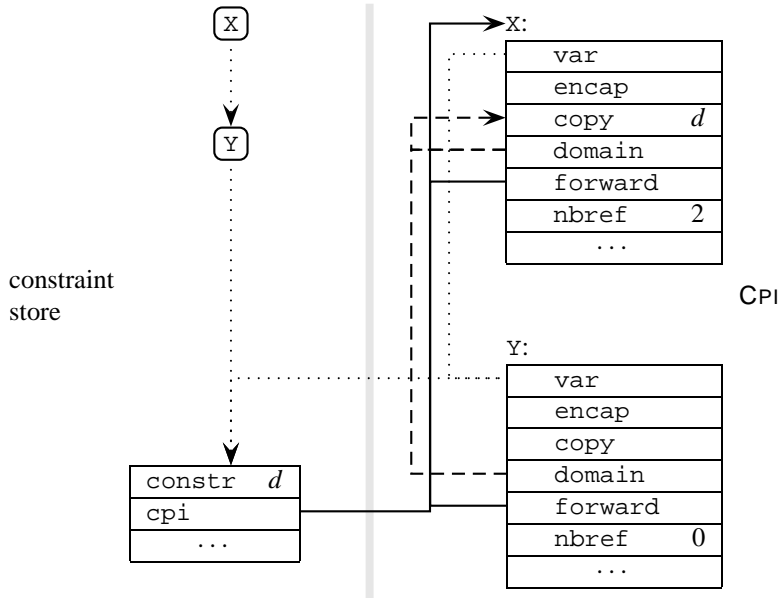 X
Y
constraint
store
constr d
cpi
...
X:
var
encap
copy d
domain
forward
nbref 2
...
CPI
Y:
var
encap
copy
domain
forward
nbref 0
...